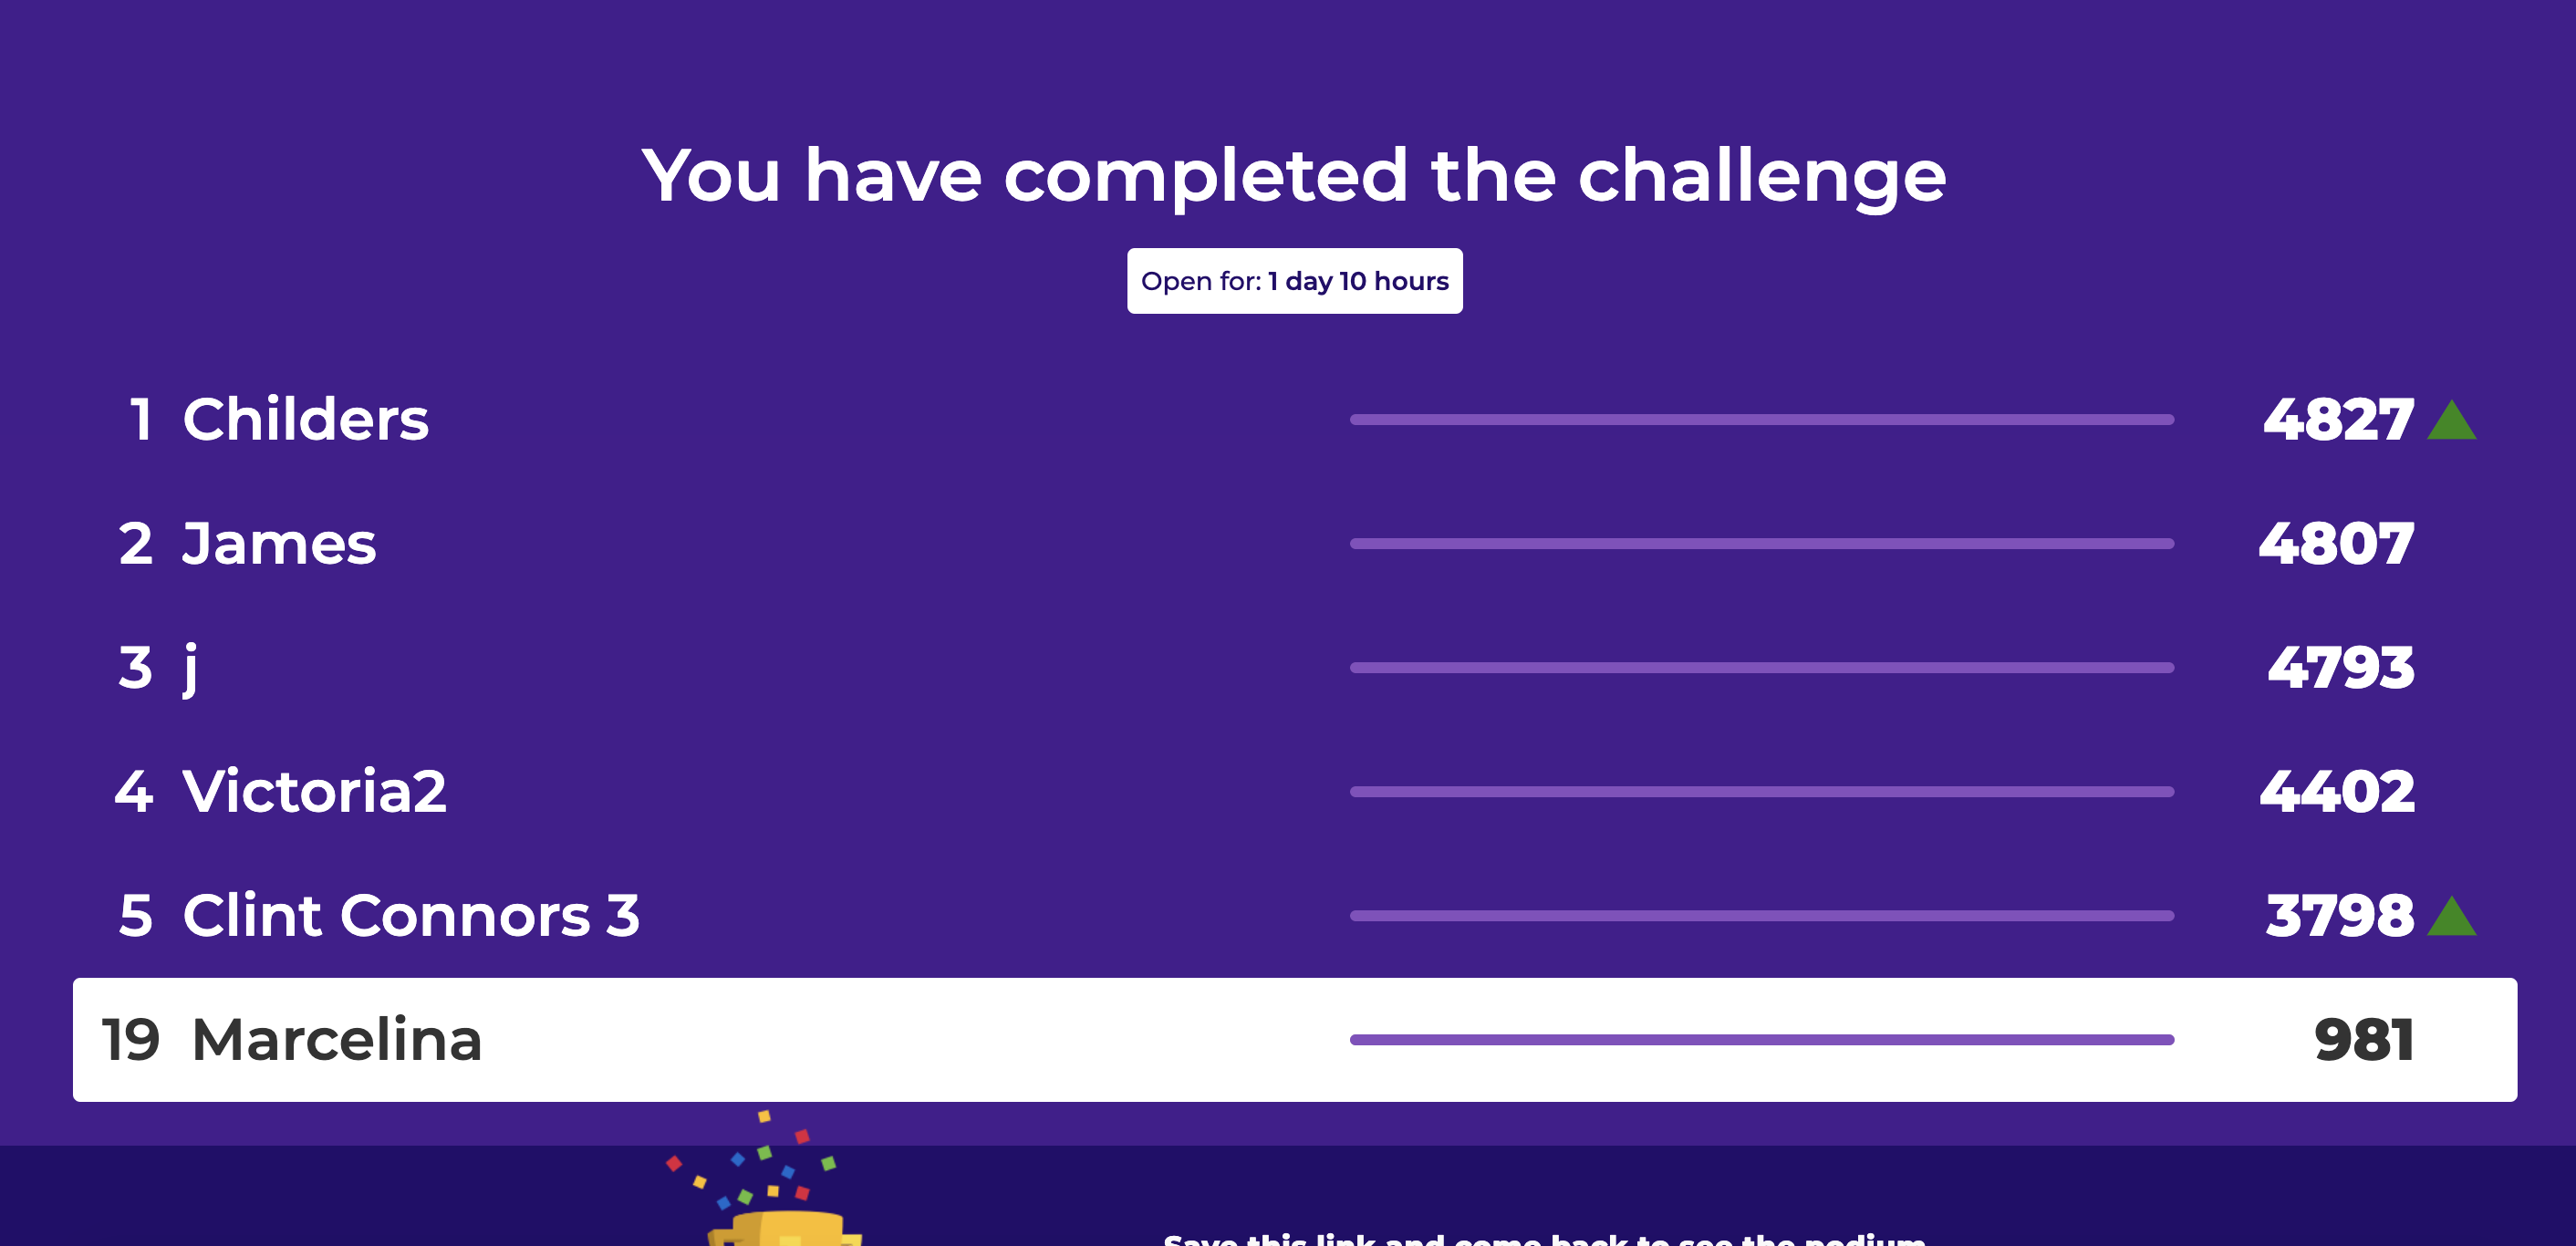 You have completed the challenge
Open for: 1 day 10 hours
1 Childers 4827
2 James 4807
3 j 4793
4 Victoria2 4402
5 Clint Connors 3 3798
19 Marcelina 981
Save this link and come back to see the podium